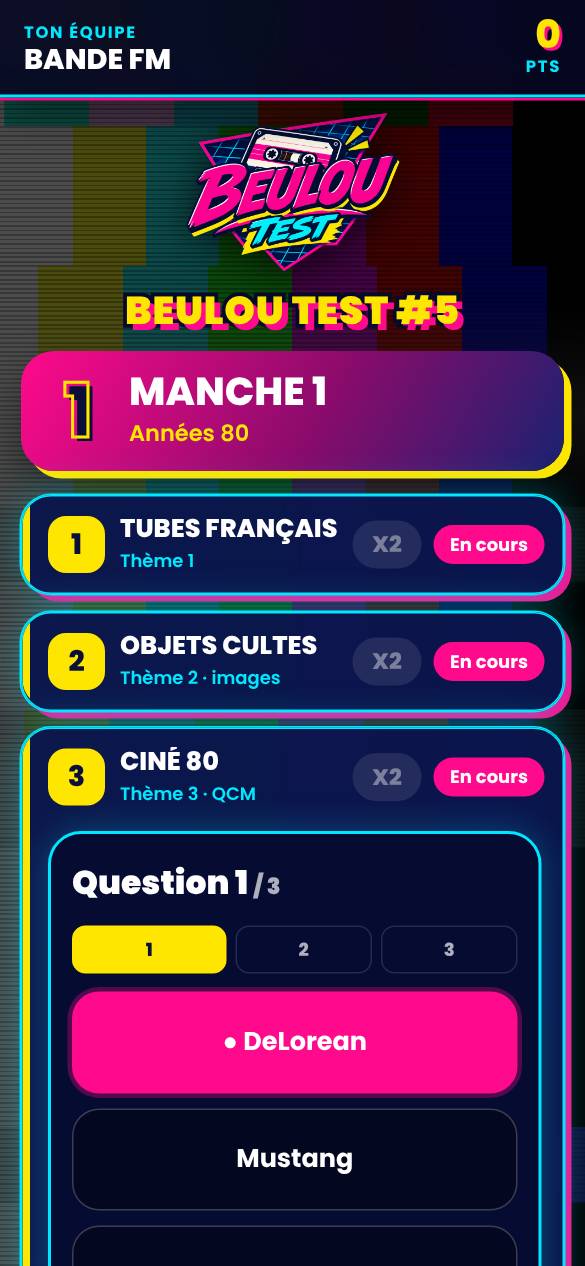 TON ÉQUIPE
BANDE FM
0
PTS
BEULOU
TEST
BEULOU TEST #5
1
MANCHE 1
Années 80
1
TUBES FRANÇAIS
Thème 1
X2
En cours
2
OBJETS CULTES
Thème 2 · images
X2
En cours
3
CINÉ 80
Thème 3 · QCM
X2
En cours
Question 1 / 3
1
2
3
● DeLorean
Mustang